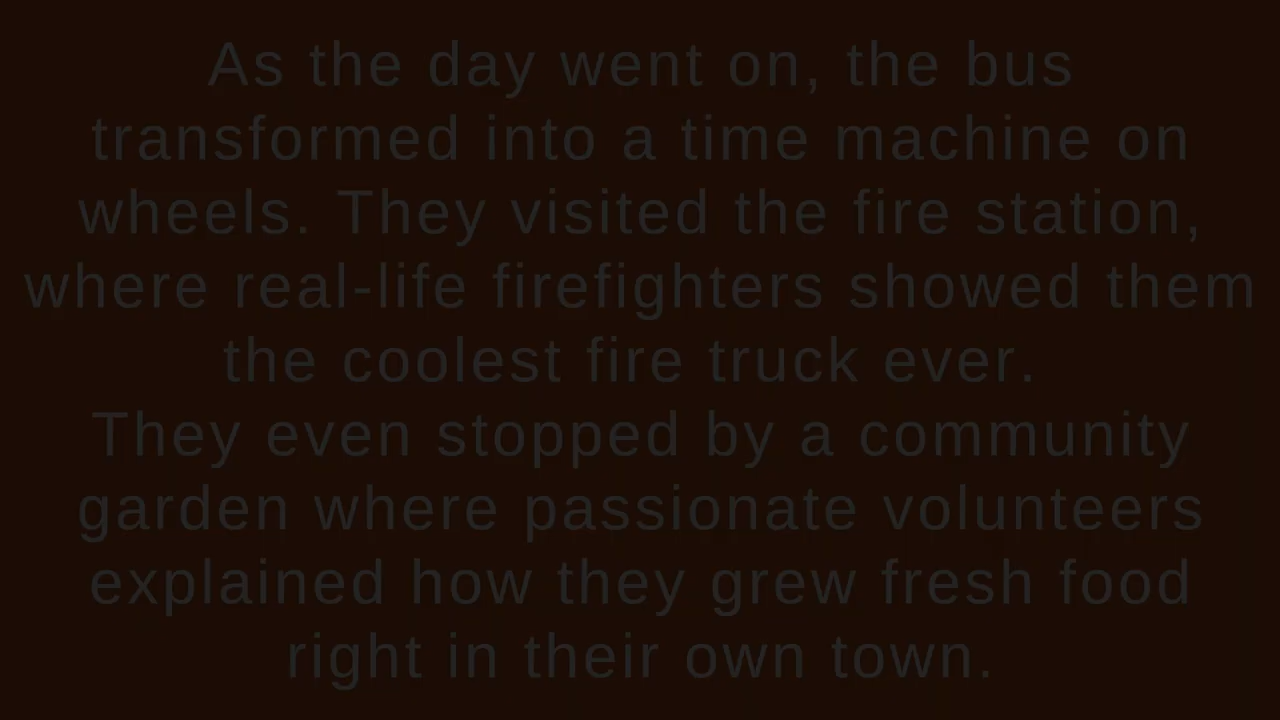 As the day went on, the bus
transformed into a time machine on
wheels. They visited the fire station,
where real-life firefighters showed them
the coolest fire truck ever.
They even stopped by a community
garden where passionate volunteers
explained how they grew fresh food
right in their own town.